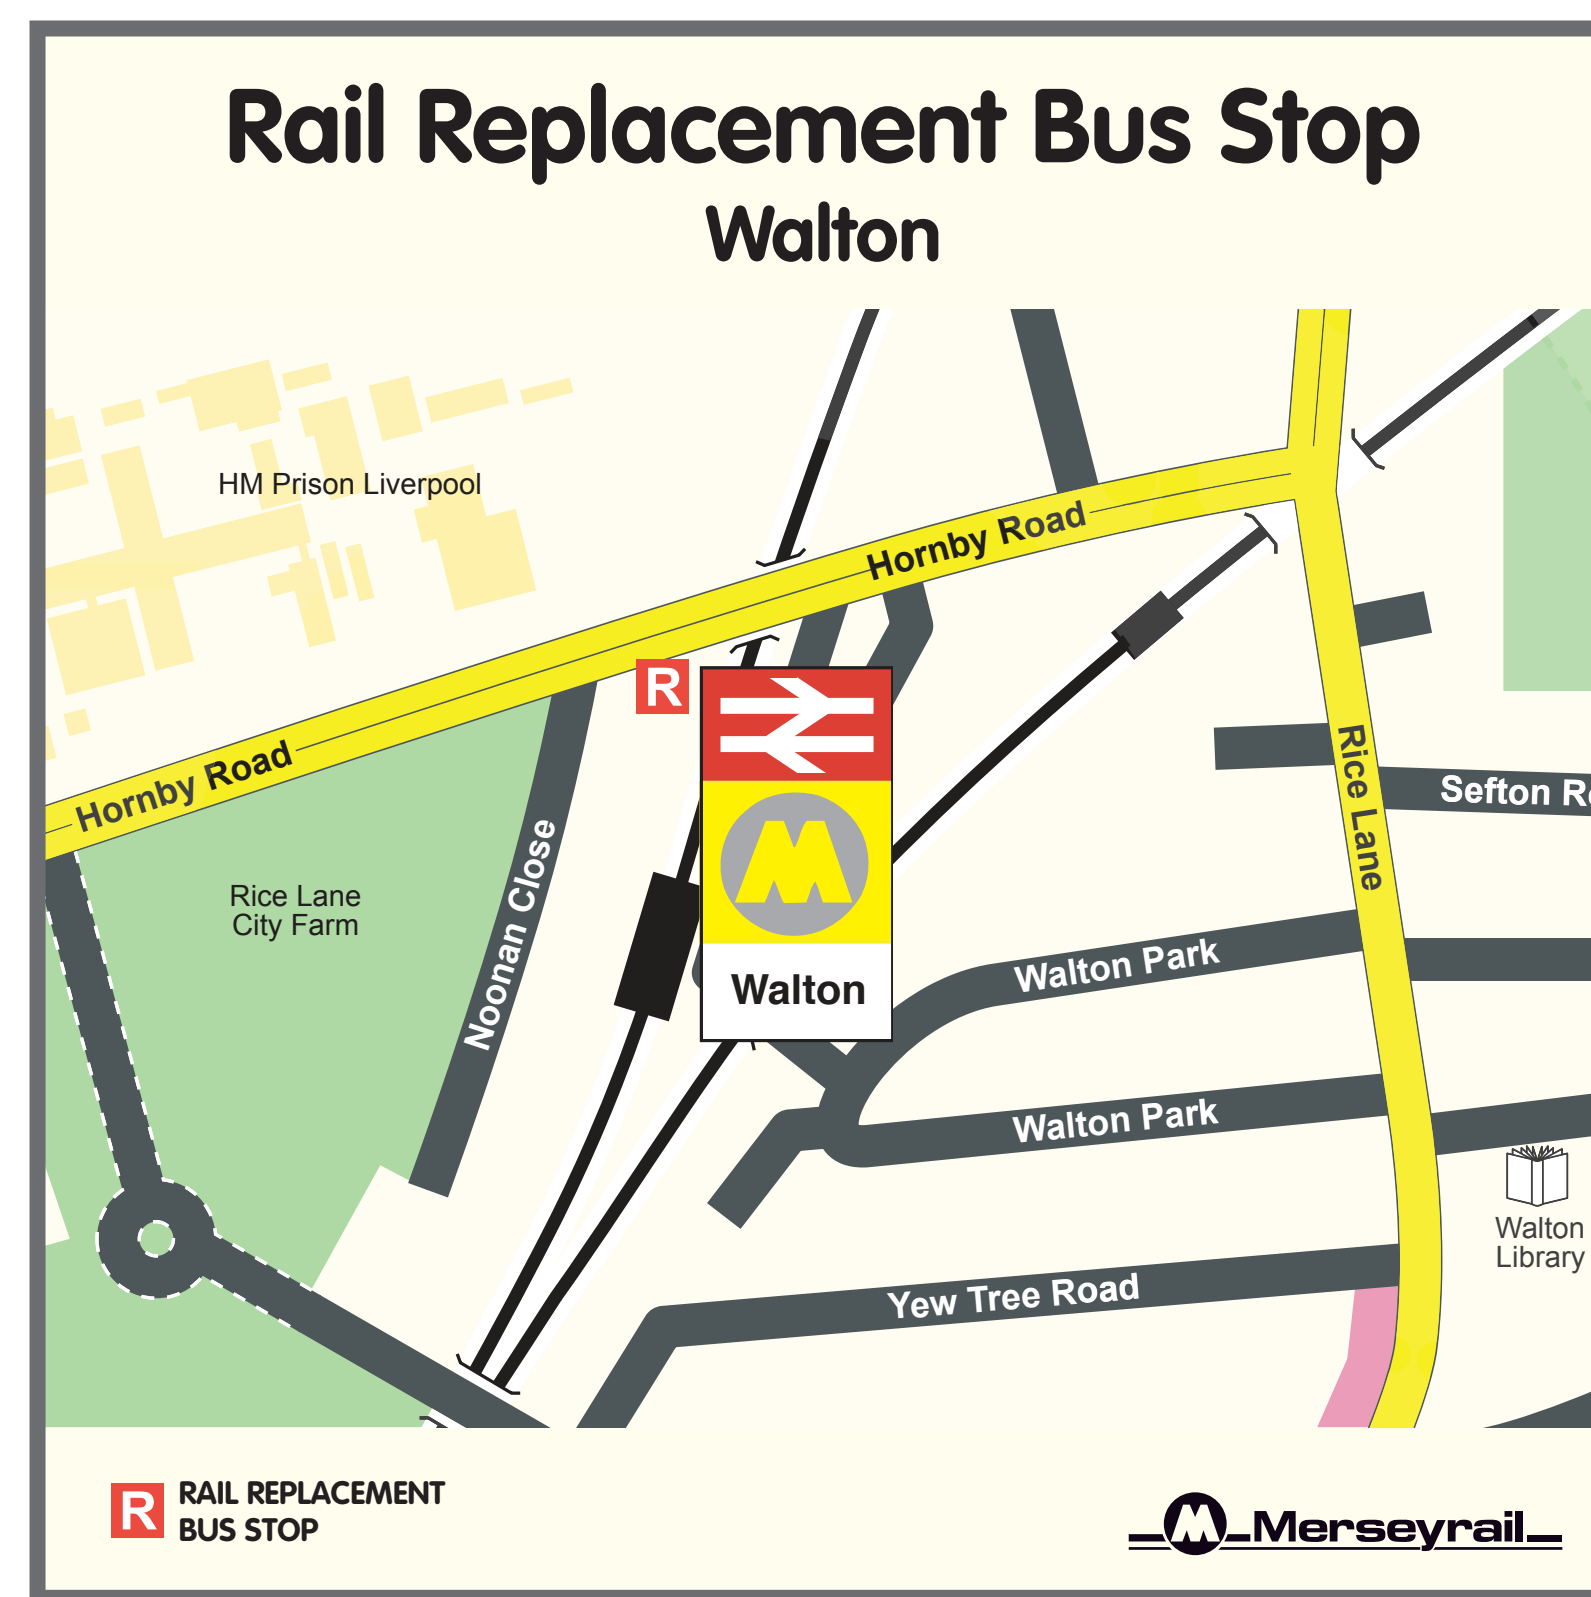 Rail Replacement Bus Stop
Walton
HM Prison Liverpool
Hornby Road
R
Hornby Road
Rice Lane
Sefton R
Rice Lane
City Farm
Noonan Close
Walton
Walton Park
Walton Park
Walton
Library
Yew Tree Road
R RAIL REPLACEMENT
BUS STOP
Merseyrail